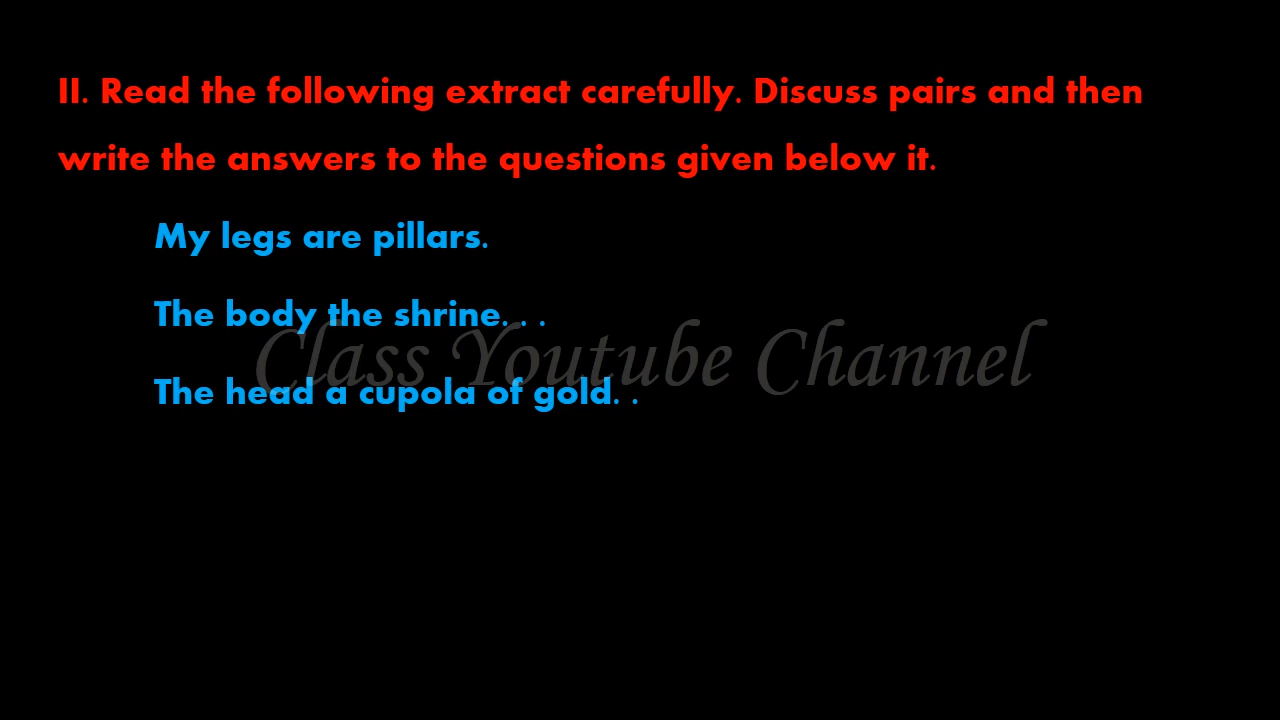 II. Read the following extract carefully. Discuss pairs and then
write the answers to the questions given below it.
My legs are pillars.
The body the shrine. . .
Class Youtube Channel
The head a cupola of gold. .